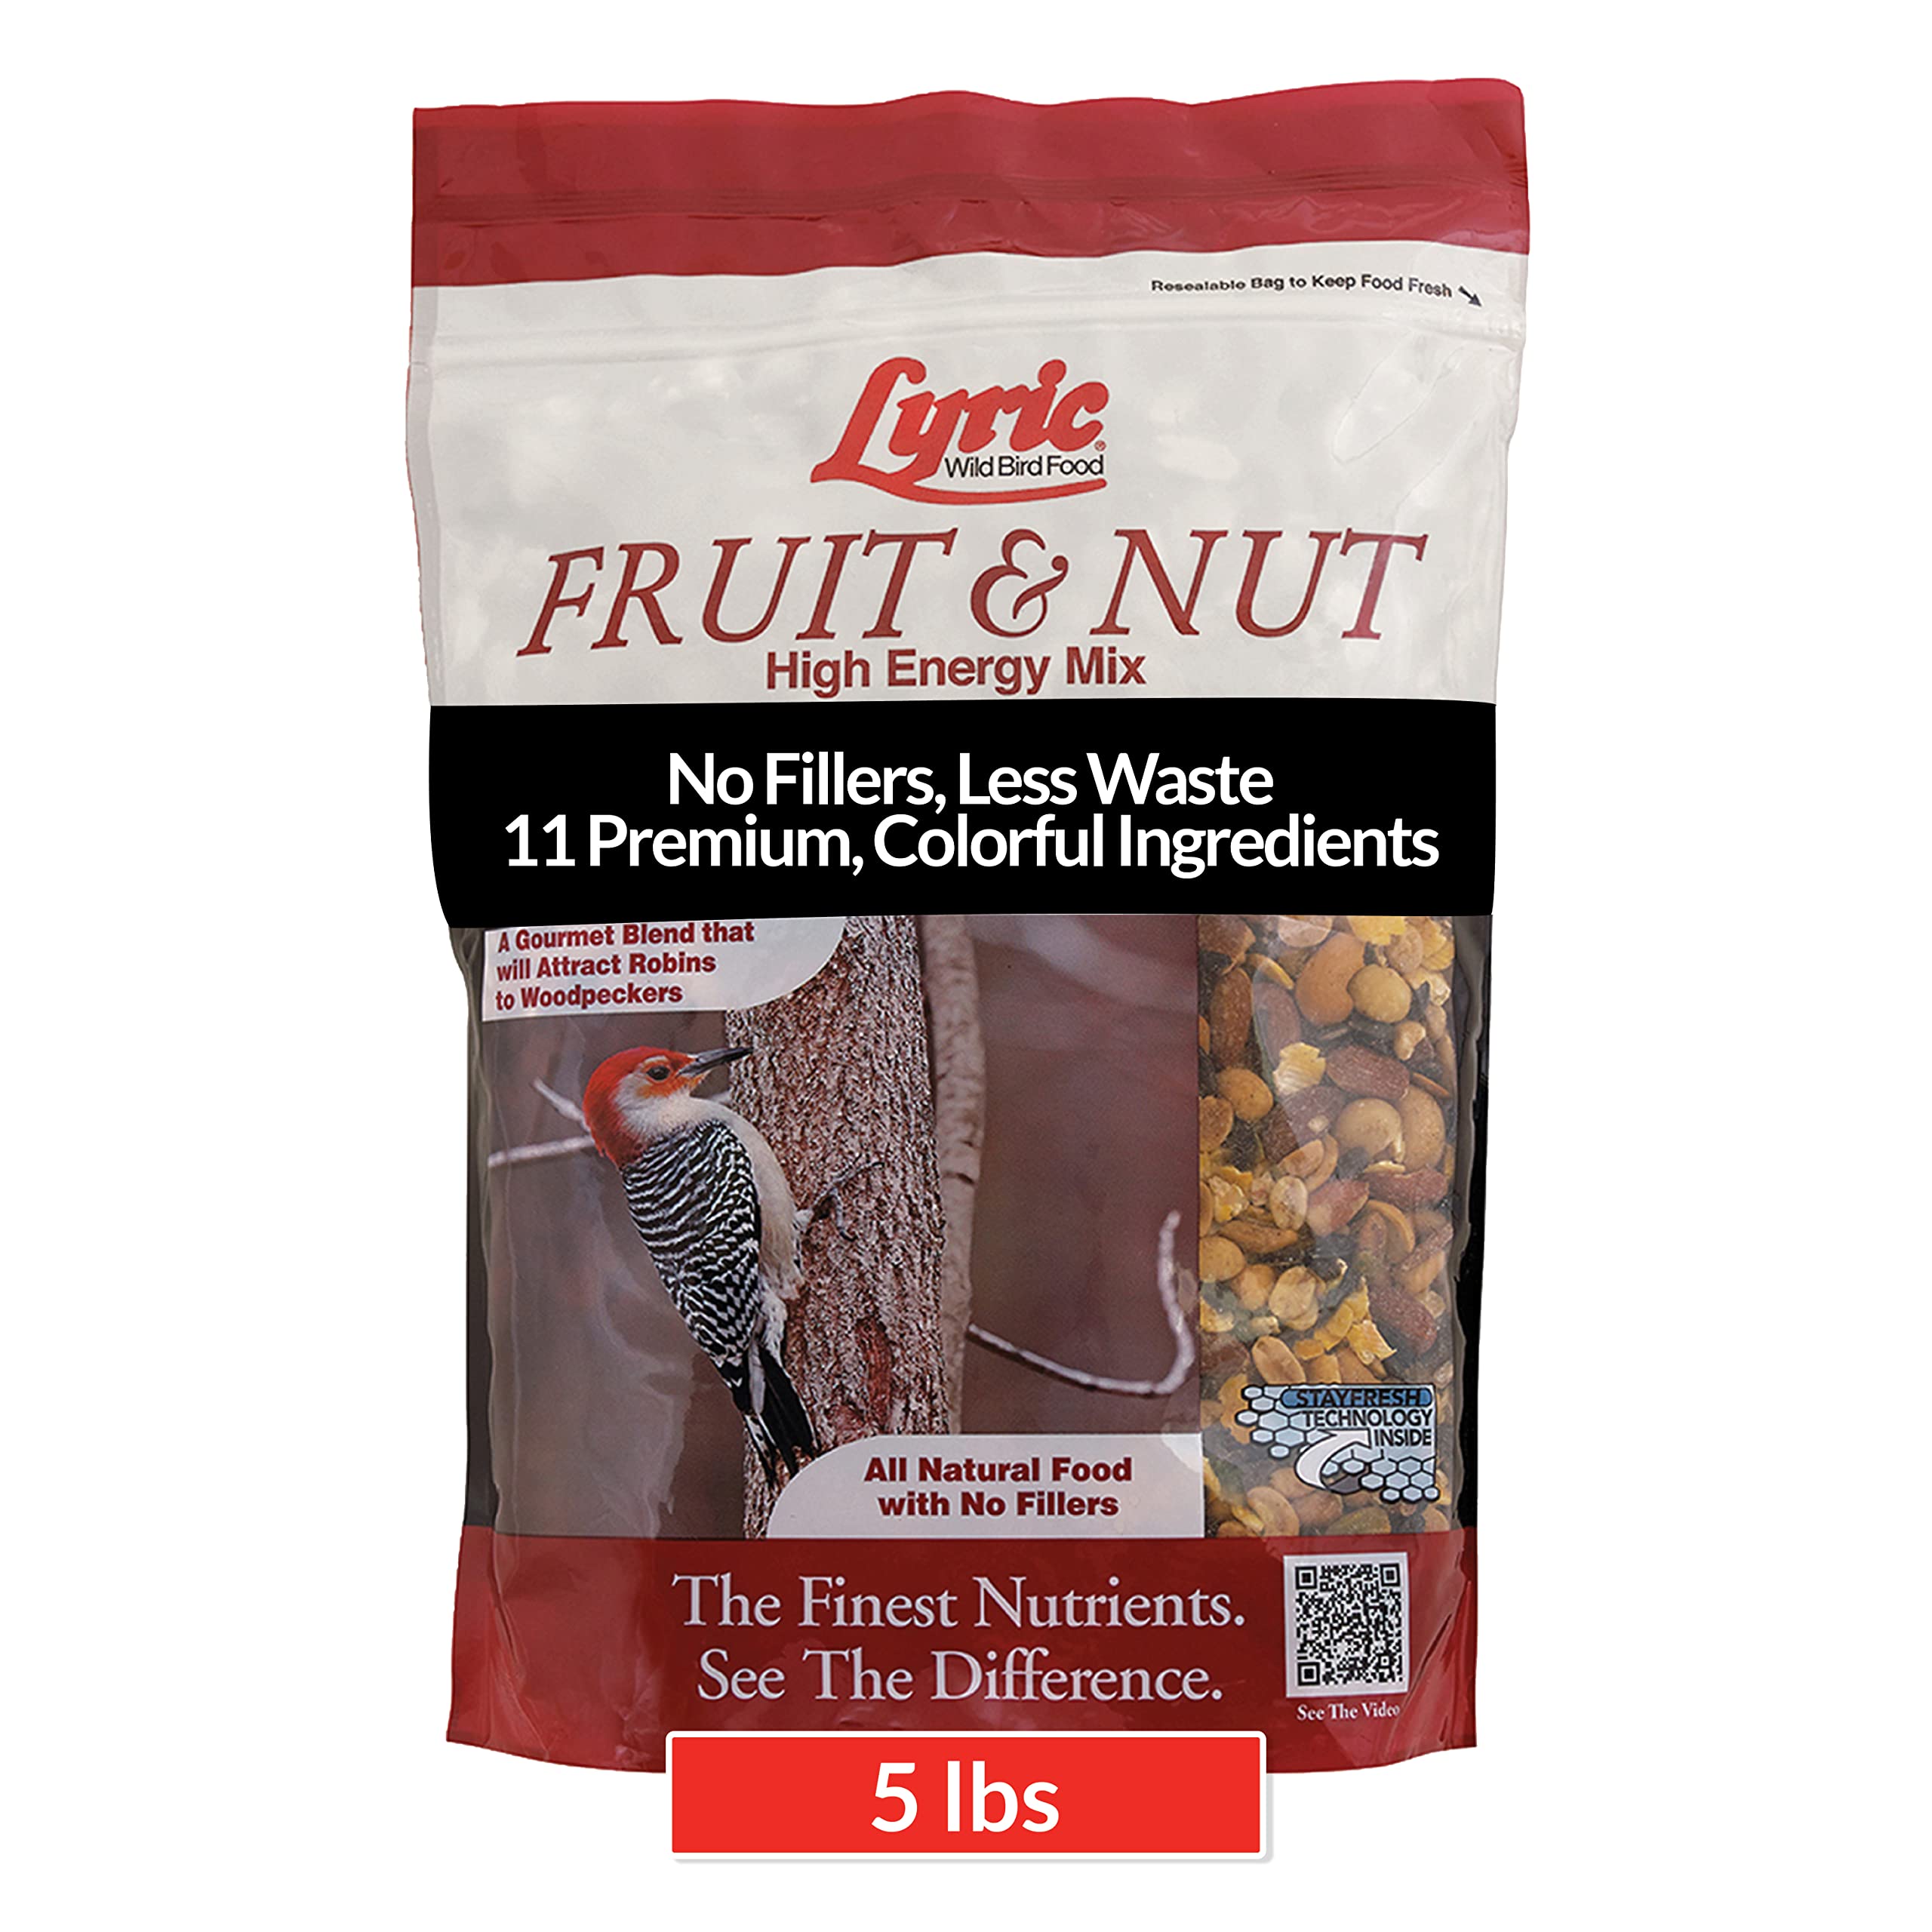 Resealable Bag to Keep Food Fresh
Lyric®
Wild Bird Food
FRUIT & NUT
High Energy Mix
No Fillers, Less Waste
11 Premium, Colorful Ingredients
A Gourmet Blend that
will Attract Robins
to Woodpeckers
STAYFRESH
TECHNOLOGY
INSIDE
All Natural Food
with No Fillers
The Finest Nutrients.
See The Difference.
See The Video
5 lbs